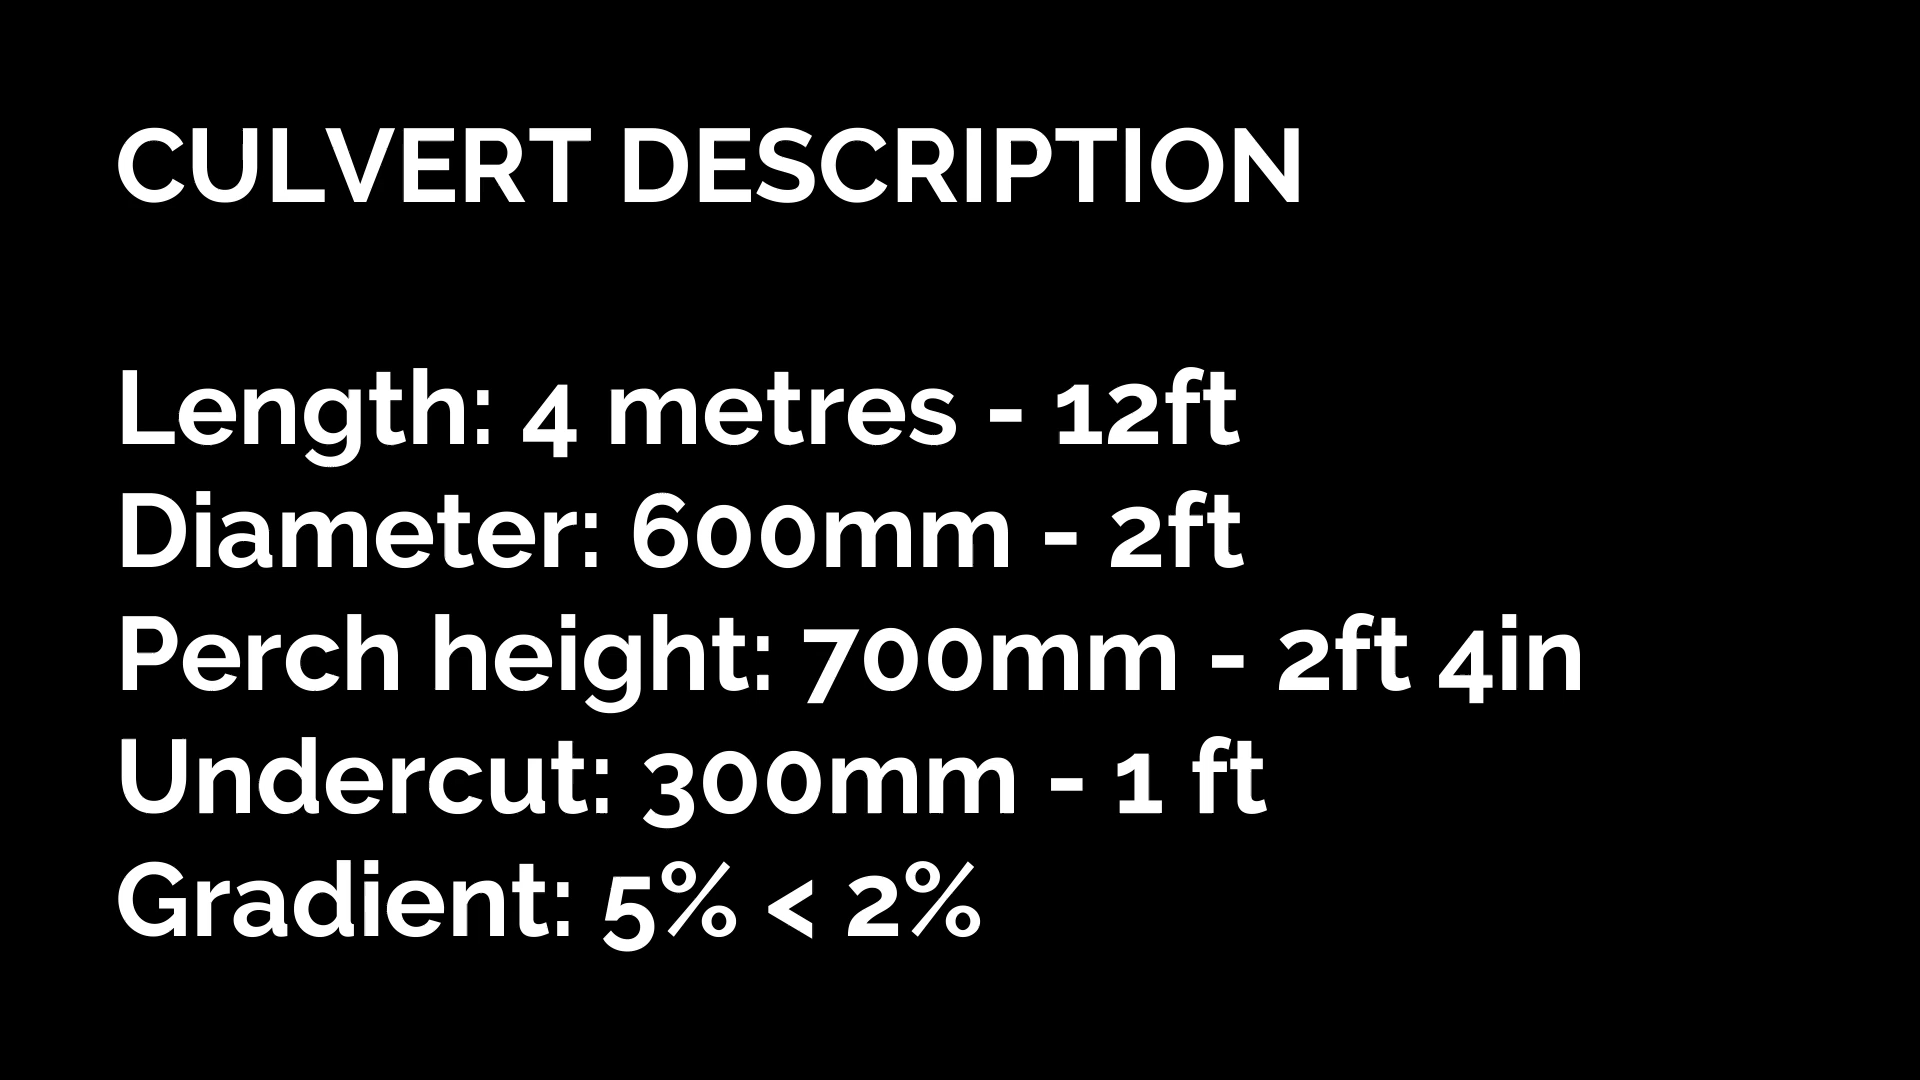 CULVERT DESCRIPTION
Length: 4 metres - 12ft
Diameter: 600mm - 2ft
Perch height: 700mm - 2ft 4in
Undercut: 300mm - 1 ft
Gradient: 5% < 2%